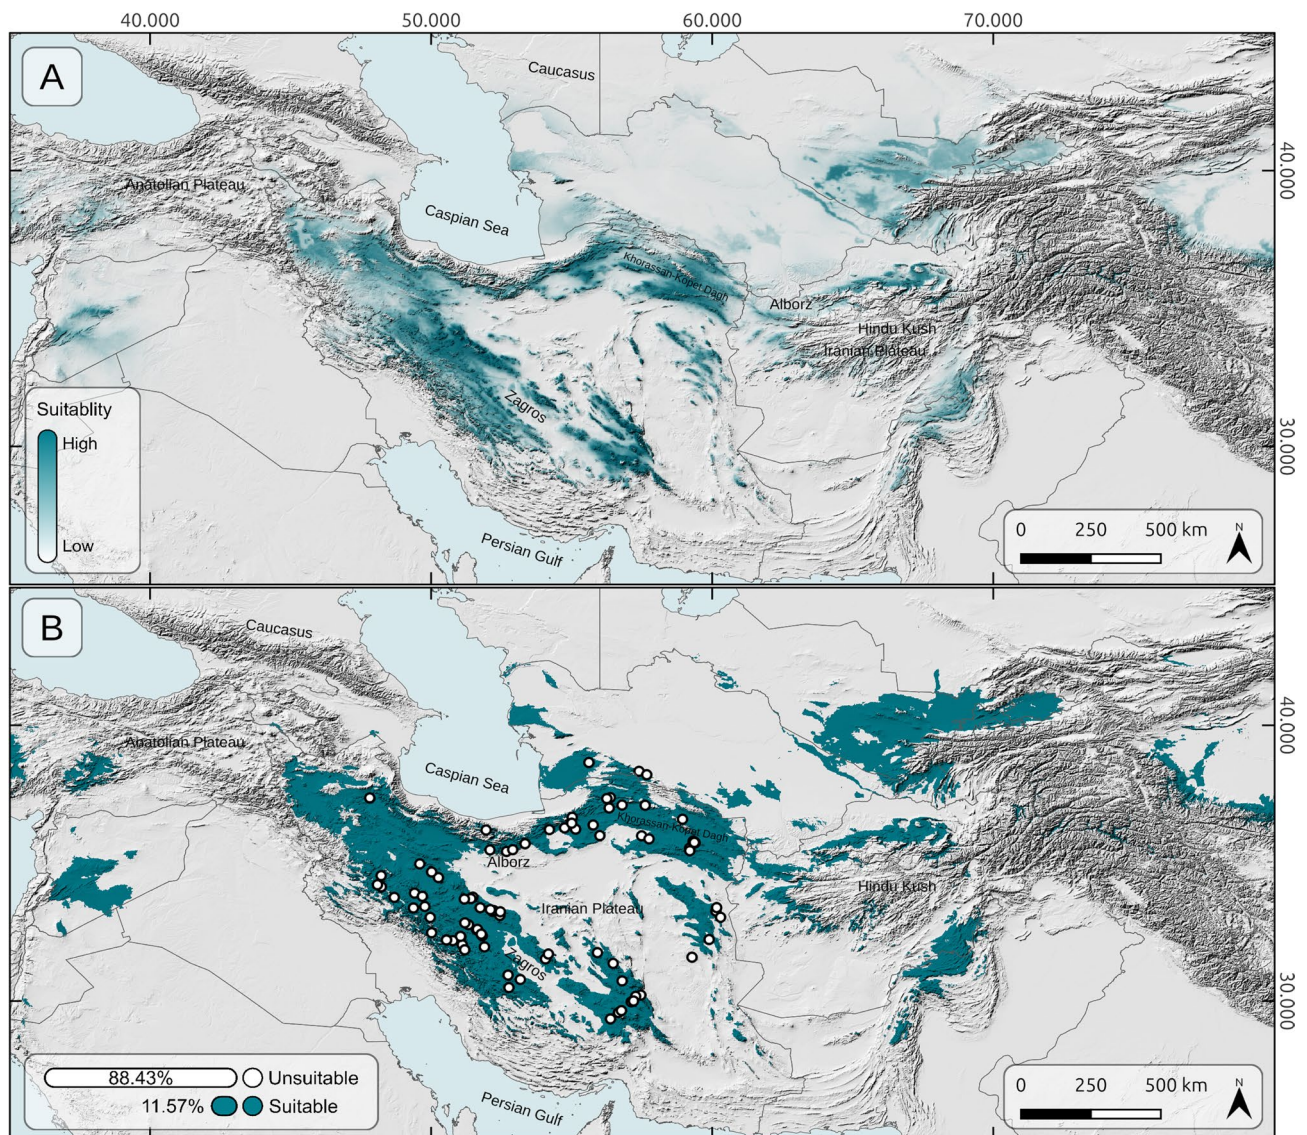 40.000
50.000
60.000
70.000
A
Caucasus
40.000
Anatolian Plateau
Caspian Sea
Khorassan-Kopet Dagh
Alborz
Hindu Kush
Iranian Plateau
Zagros
30.000
Suitablity
High
Low
Persian Gulf
0 250 500 km
N
B
Caucasus
40.000
Anatolian Plateau
Caspian Sea
Khorassan-Kopet Dagh
Alborz
Hindu Kush
Iranian Plateau
Zagros
30.000
88.43% Unsuitable
11.57% Suitable
Persian Gulf
0 250 500 km
N